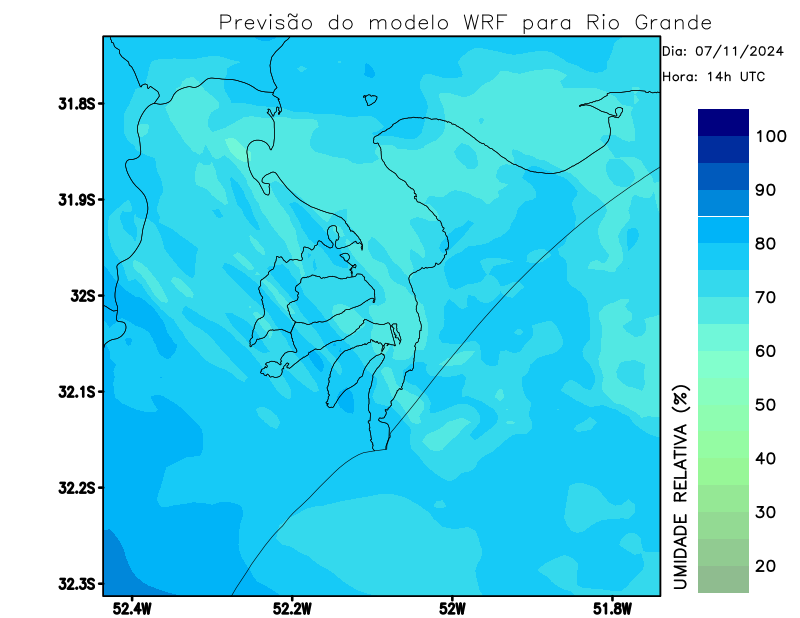 Previsão do modelo WRF para Rio Grande
Dia: 07/11/2024
Hora: 14h UTC
31.8S
31.9S
32S
32.1S
32.2S
32.3S
52.4W
52.2W
52W
51.8W
100
90
80
70
60
50
40
30
20
UMIDADE RELATIVA (%)